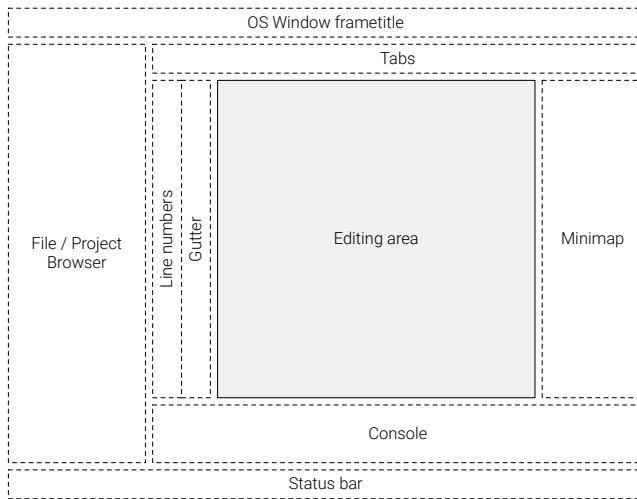 OS Window frametitle
Tabs
File / Project
Browser
Line numbers
Gutter
Editing area
Minimap
Console
Status bar